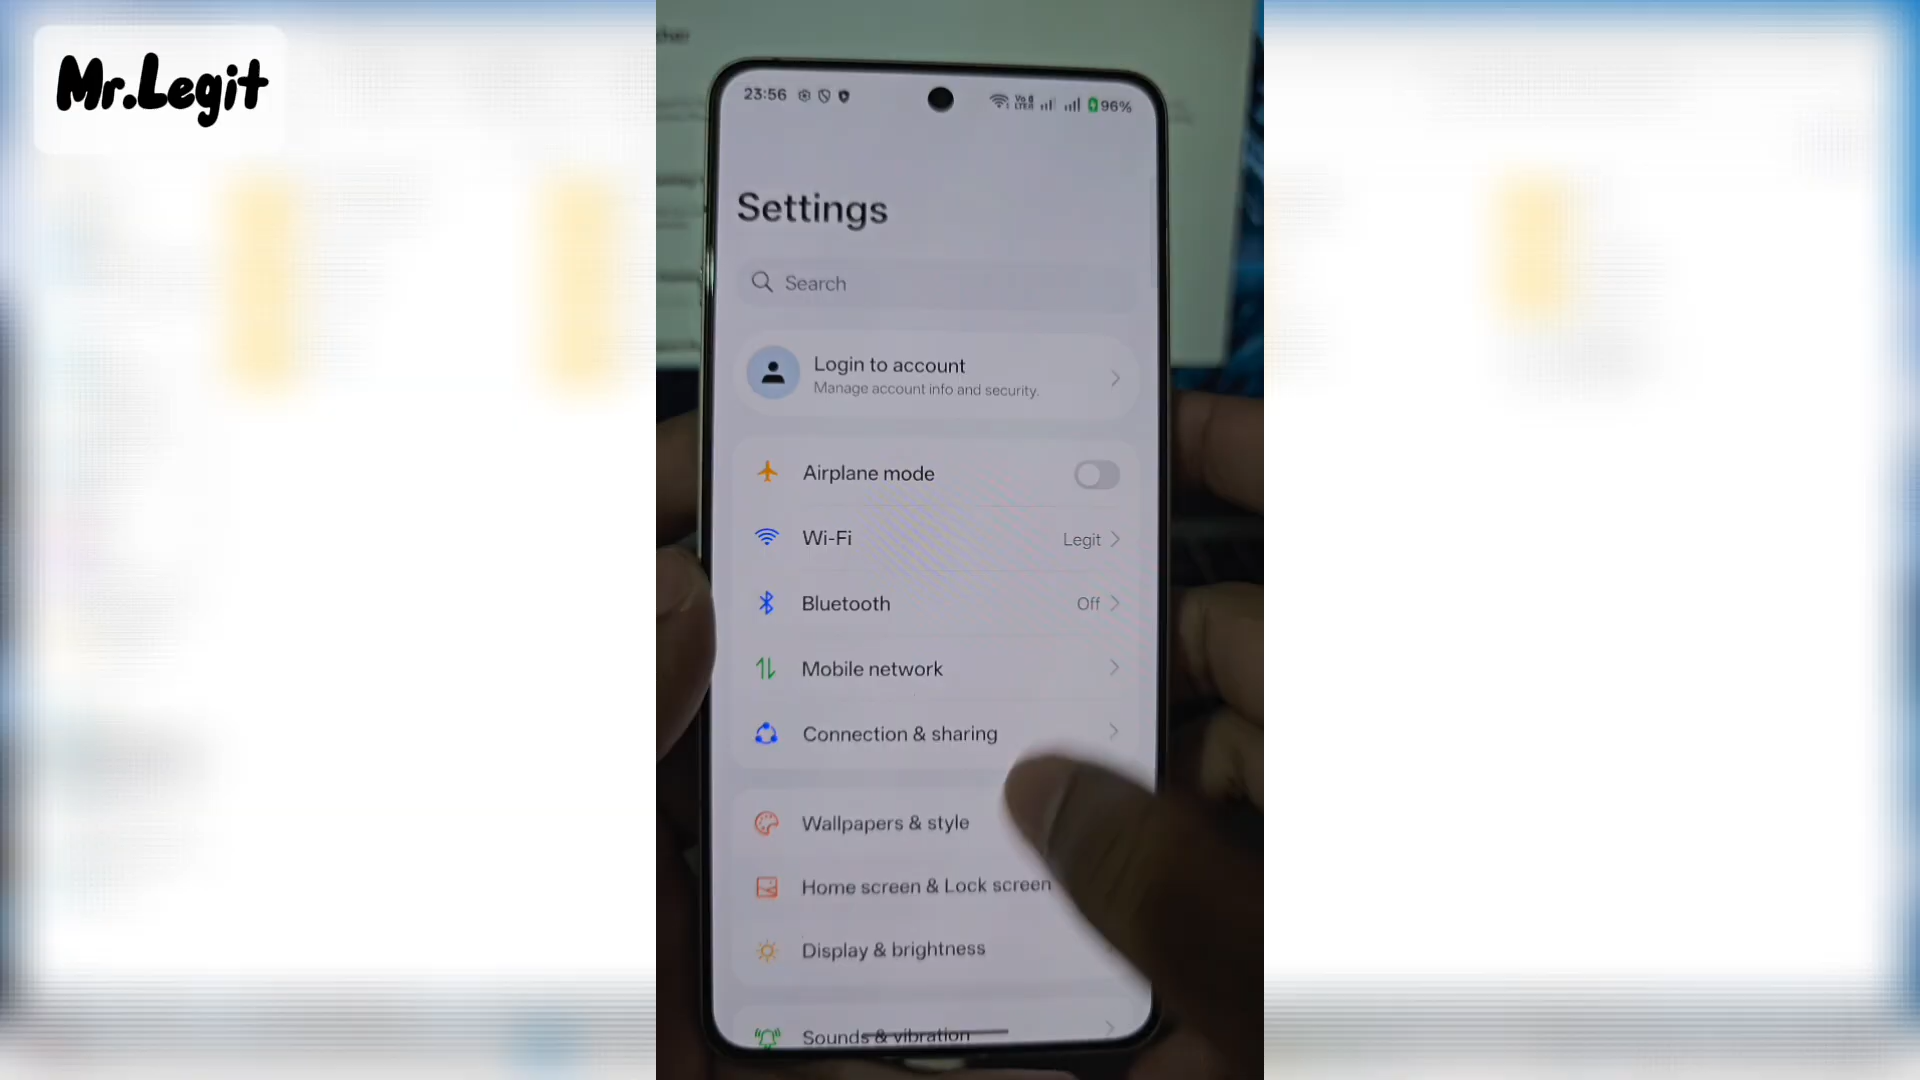 Mr.Legit
23:56
96%
Settings
Search
Login to account
Manage account info and security.
Airplane mode
Wi-Fi
Legit
Bluetooth
Off
Mobile network
Connection & sharing
Wallpapers & style
Home screen & Lock screen
Display & brightness
Sounds & vibration